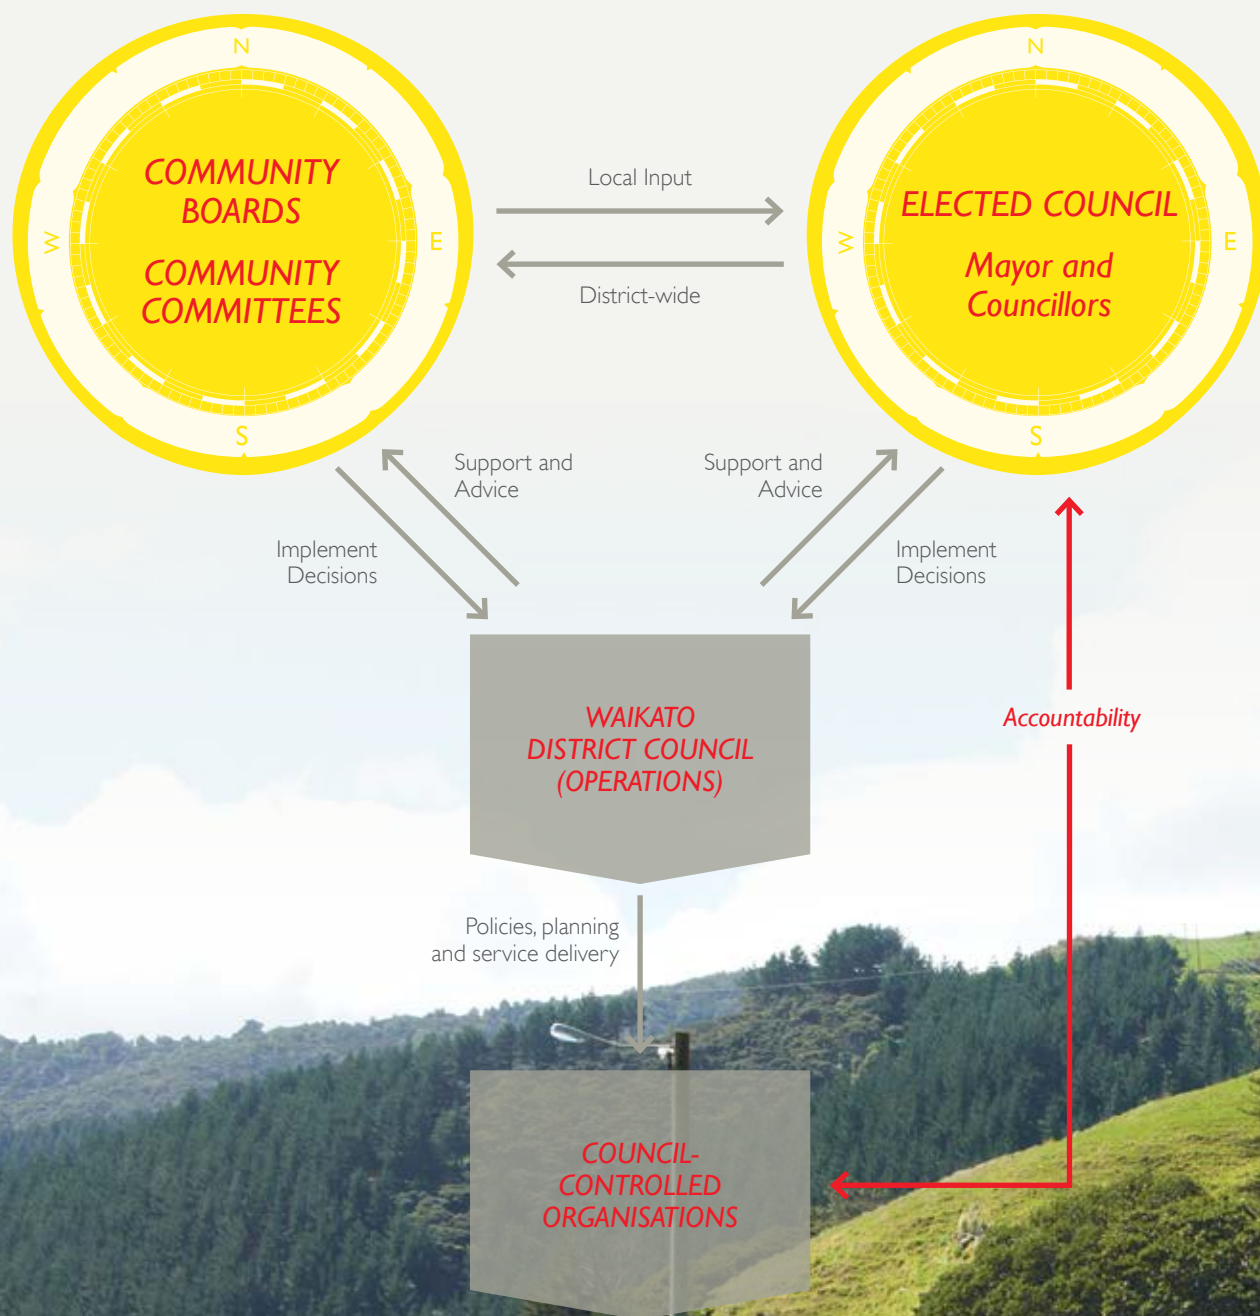 N
W
E
S
COMMUNITY
BOARDS
COMMUNITY
COMMITTEES
Local Input
District-wide
N
W
E
S
ELECTED COUNCIL
Mayor and
Councillors
Support and
Advice
Implement
Decisions
Support and
Advice
Implement
Decisions
WAIKATO
DISTRICT COUNCIL
(OPERATIONS)
Accountability
Policies, planning
and service delivery
COUNCIL-
CONTROLLED
ORGANISATIONS